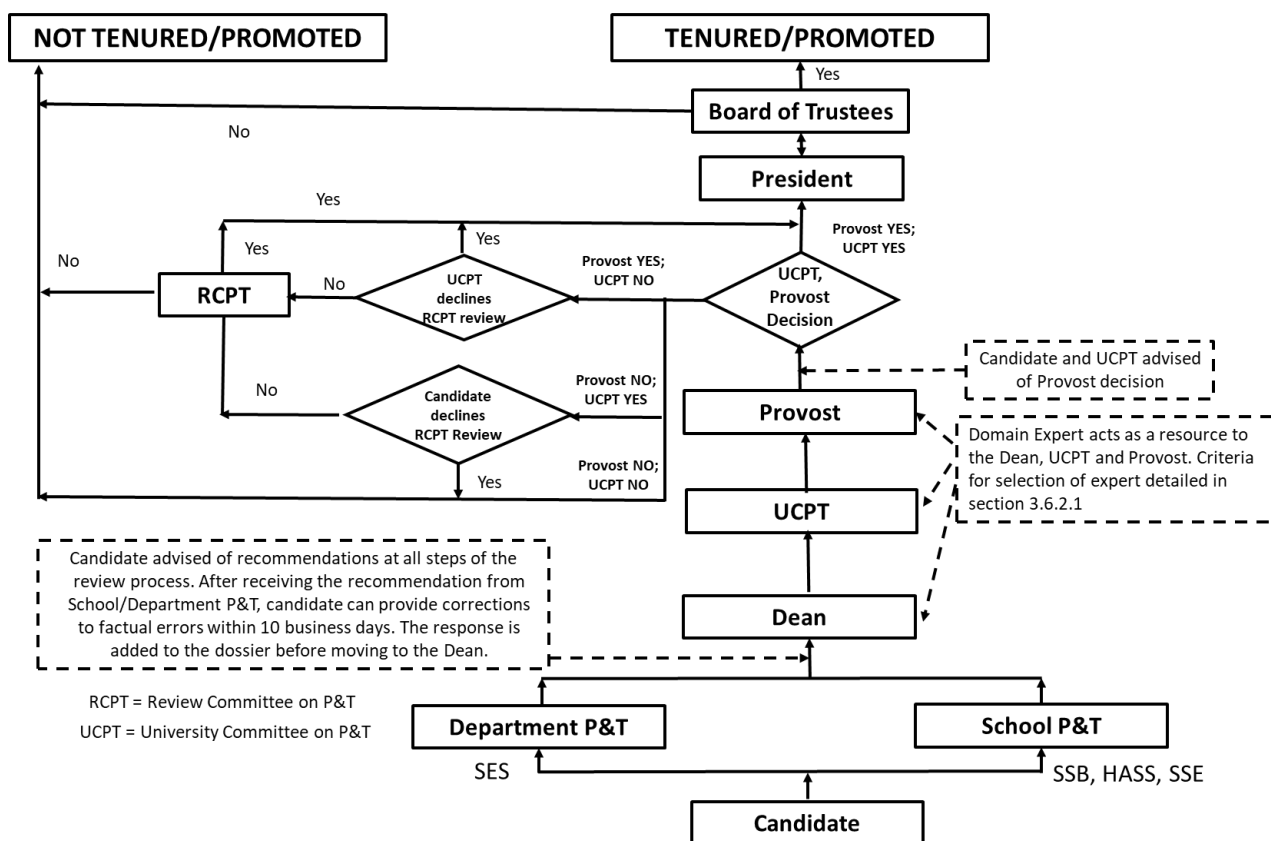 NOT TENURED/PROMOTED
TENURED/PROMOTED
Yes
Board of Trustees
No
President
Yes
Provost YES;
UCPT YES
Yes
Yes
No
Provost YES;
UCPT NO
UCPT,
Provost
Decision
UCPT
declines
RCPT review
No
RCPT
Candidate and UCPT advised
of Provost decision
No
Candidate
declines
RCPT Review
Provost NO;
UCPT YES
Provost
Domain Expert acts as a resource to
the Dean, UCPT and Provost. Criteria
for selection of expert detailed in
section 3.6.2.1
Yes
Provost NO;
UCPT NO
UCPT
Candidate advised of recommendations at all steps of the
review process. After receiving the recommendation from
School/Department P&T, candidate can provide corrections
to factual errors within 10 business days. The response is
added to the dossier before moving to the Dean.
Dean
RCPT = Review Committee on P&T
UCPT = University Committee on P&T
Department P&T
School P&T
SES
SSB, HASS, SSE
Candidate